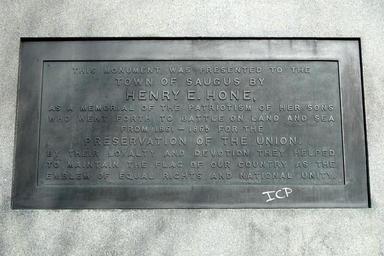 THIS MONUMENT WAS PRESENTED TO THE
TOWN OF SAUGUS BY
HENRY E. HONE,
AS A MEMORIAL OF THE PATRIOTISM OF HER SONS
WHO WENT FORTH TO BATTLE ON LAND AND SEA
FROM 1861–1865 FOR THE
PRESERVATION OF THE UNION.
BY THEIR LOYALTY AND DEVOTION THEY HELPED
TO MAINTAIN THE FLAG OF OUR COUNTRY AS THE
EMBLEM OF EQUAL RIGHTS AND NATIONAL UNITY.
ICP